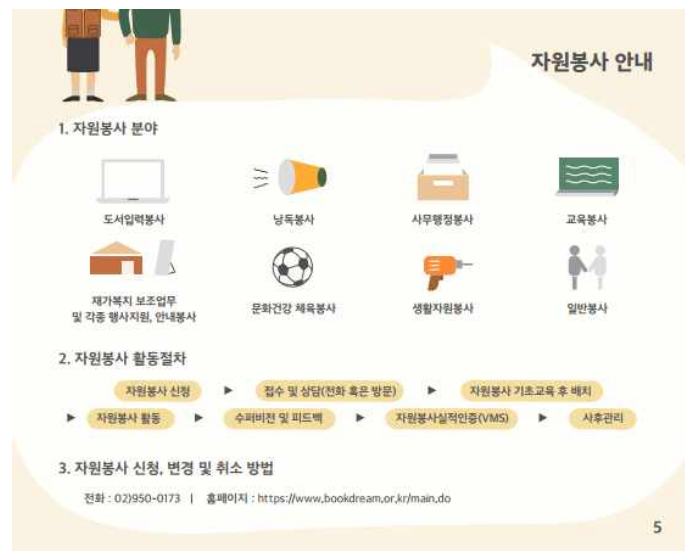 자원봉사 안내
1. 자원봉사 분야
도서입력봉사
낭독봉사
사무행정봉사
교육봉사
재가복지 보조업무
및 각종 행사지원, 안내봉사
문화건강 체육봉사
생활자원봉사
일반봉사
2. 자원봉사 활동절차
자원봉사 신청 ▶ 접수 및 상담(전화 혹은 방문) ▶ 자원봉사 기초교육 후 배치
▶ 자원봉사 활동 ▶ 수퍼비전 및 피드백 ▶ 자원봉사실적인증(VMS) ▶ 사후관리
3. 자원봉사 신청, 변경 및 취소 방법
전화 : 02)950-0173 | 홈페이지 : https://www.bookdream.or.kr/main.do
5